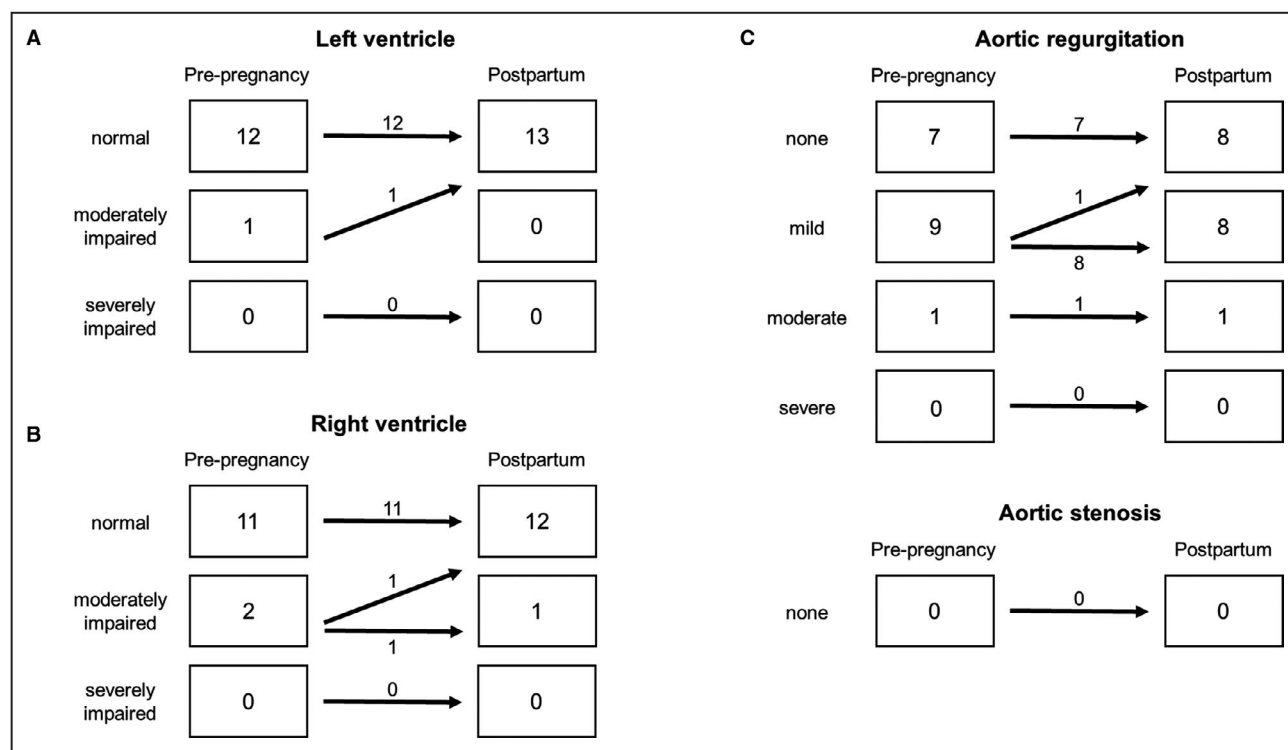 A
Left ventricle
Pre-pregnancy
Postpartum
normal
12
12
13
moderately
impaired
1
1
0
severely
impaired
0
0
0
B
Right ventricle
Pre-pregnancy
Postpartum
normal
11
11
12
moderately
impaired
2
1
1
1
severely
impaired
0
0
0
C
Aortic regurgitation
Pre-pregnancy
Postpartum
none
7
7
8
mild
9
1
8
8
moderate
1
1
1
severe
0
0
0
Aortic stenosis
Pre-pregnancy
Postpartum
none
0
0
0